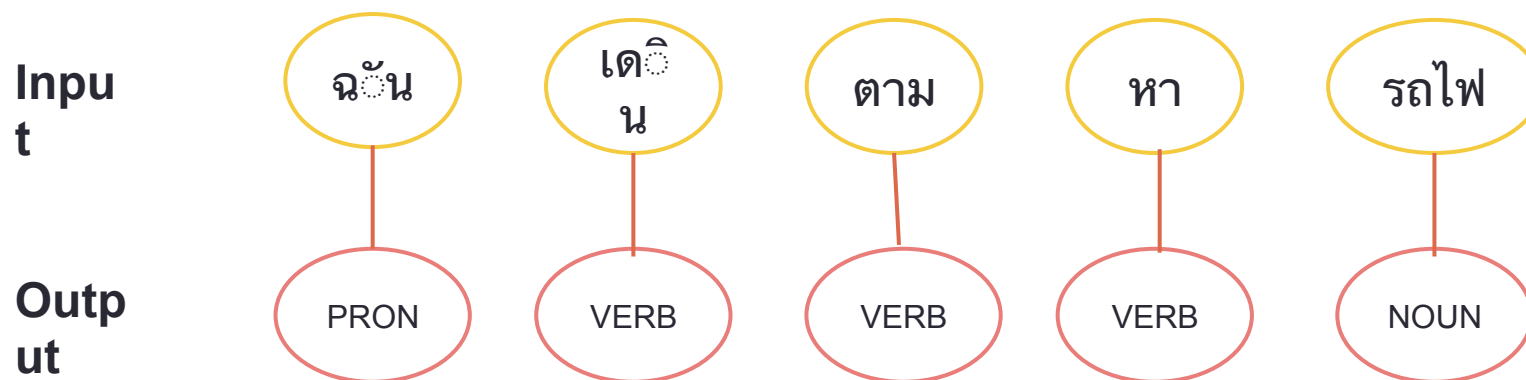 Inpu
t
ฉัน
เดิ
น
ตาม
หา
รถไฟ
Outp
ut
PRON
VERB
VERB
VERB
NOUN